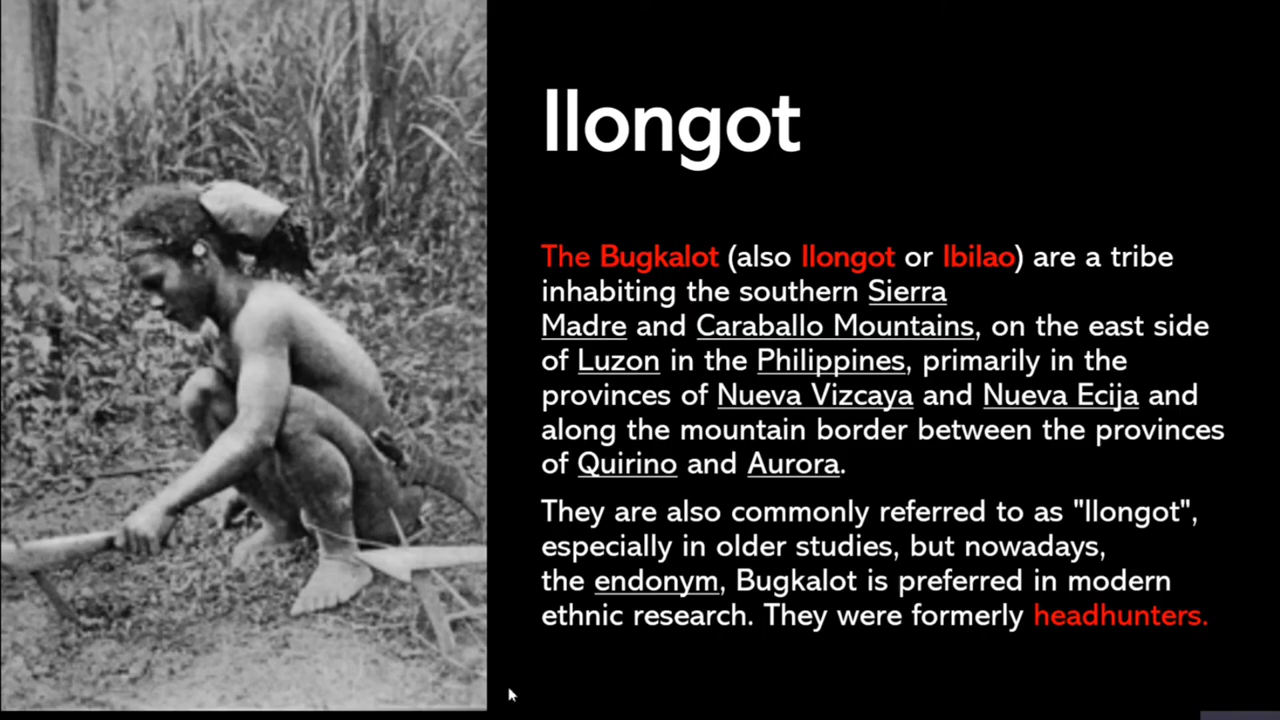 Ilongot
The Bugkalot (also Ilongot or Ibilao) are a tribe
inhabiting the southern Sierra
Madre and Caraballo Mountains, on the east side
of Luzon in the Philippines, primarily in the
provinces of Nueva Vizcaya and Nueva Ecija and
along the mountain border between the provinces
of Quirino and Aurora.
They are also commonly referred to as "Ilongot",
especially in older studies, but nowadays,
the endonym, Bugkalot is preferred in modern
ethnic research. They were formerly headhunters.